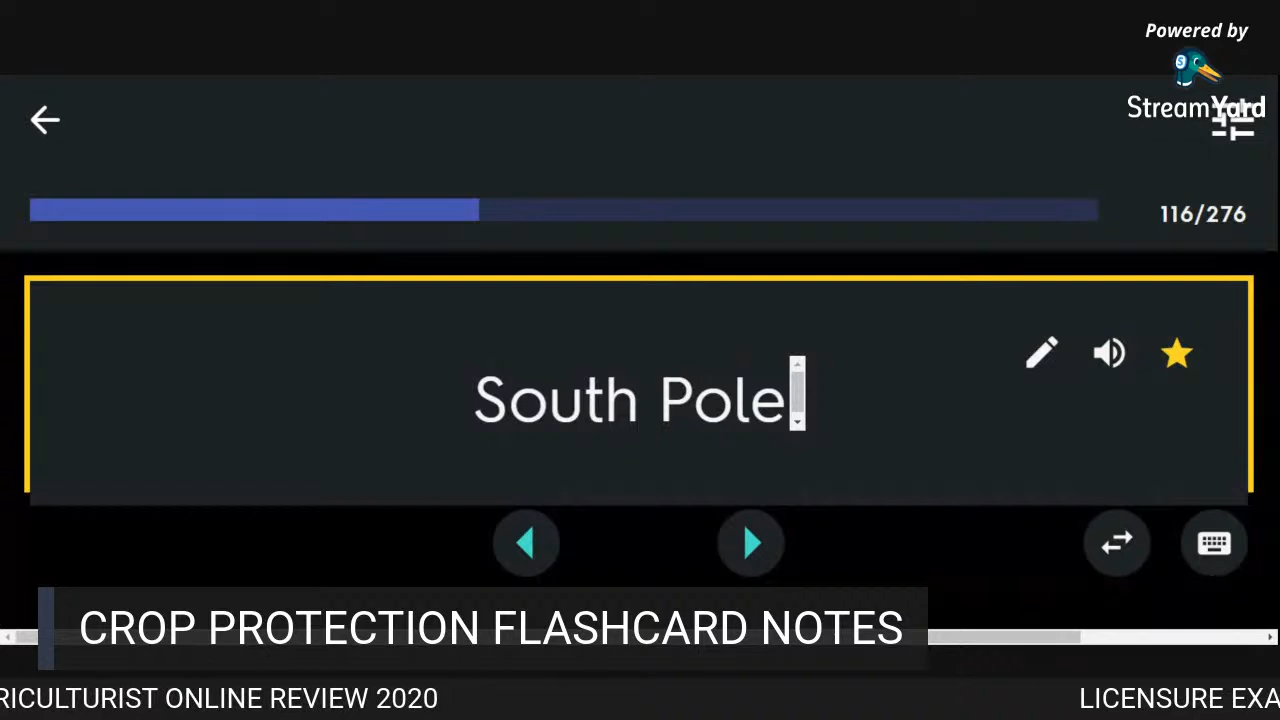 Powered by
StreamYard
116/276
South Pole
CROP PROTECTION FLASHCARD NOTES
RICULTURIST ONLINE REVIEW 2020
LICENSURE EXA